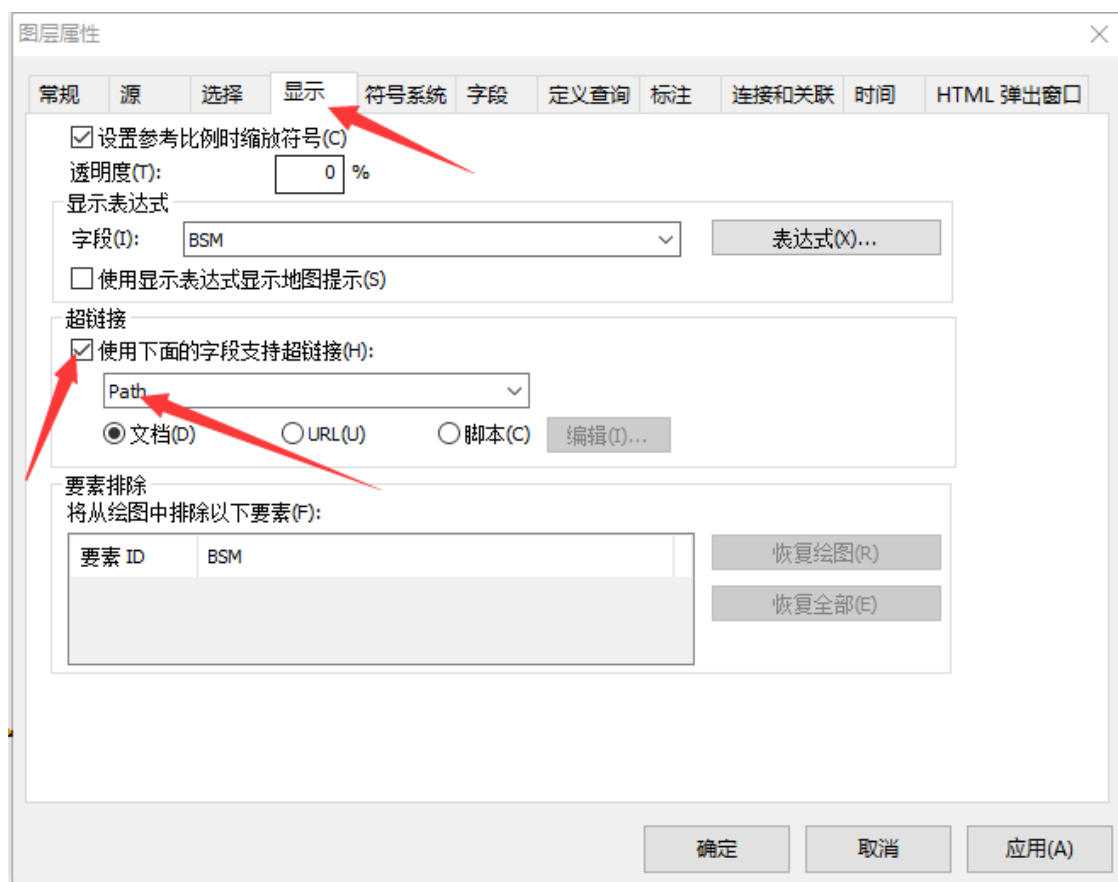 图层属性
常规 源 选择 显示 符号系统 字段 定义查询 标注 连接和关联 时间 HTML 弹出窗口
设置参考比例时缩放符号(C)
透明度(T): 0 %
显示表达式
字段(I): BSM 表达式(X)...
使用显示表达式显示地图提示(S)
超链接
使用下面的字段支持超链接(H):
Path
文档(D) URL(U) 脚本(C) 编辑(I)...
要素排除
将从绘图中排除以下要素(F):
要素 ID BSM 恢复绘图(R)
恢复全部(E)
确定 取消 应用(A)